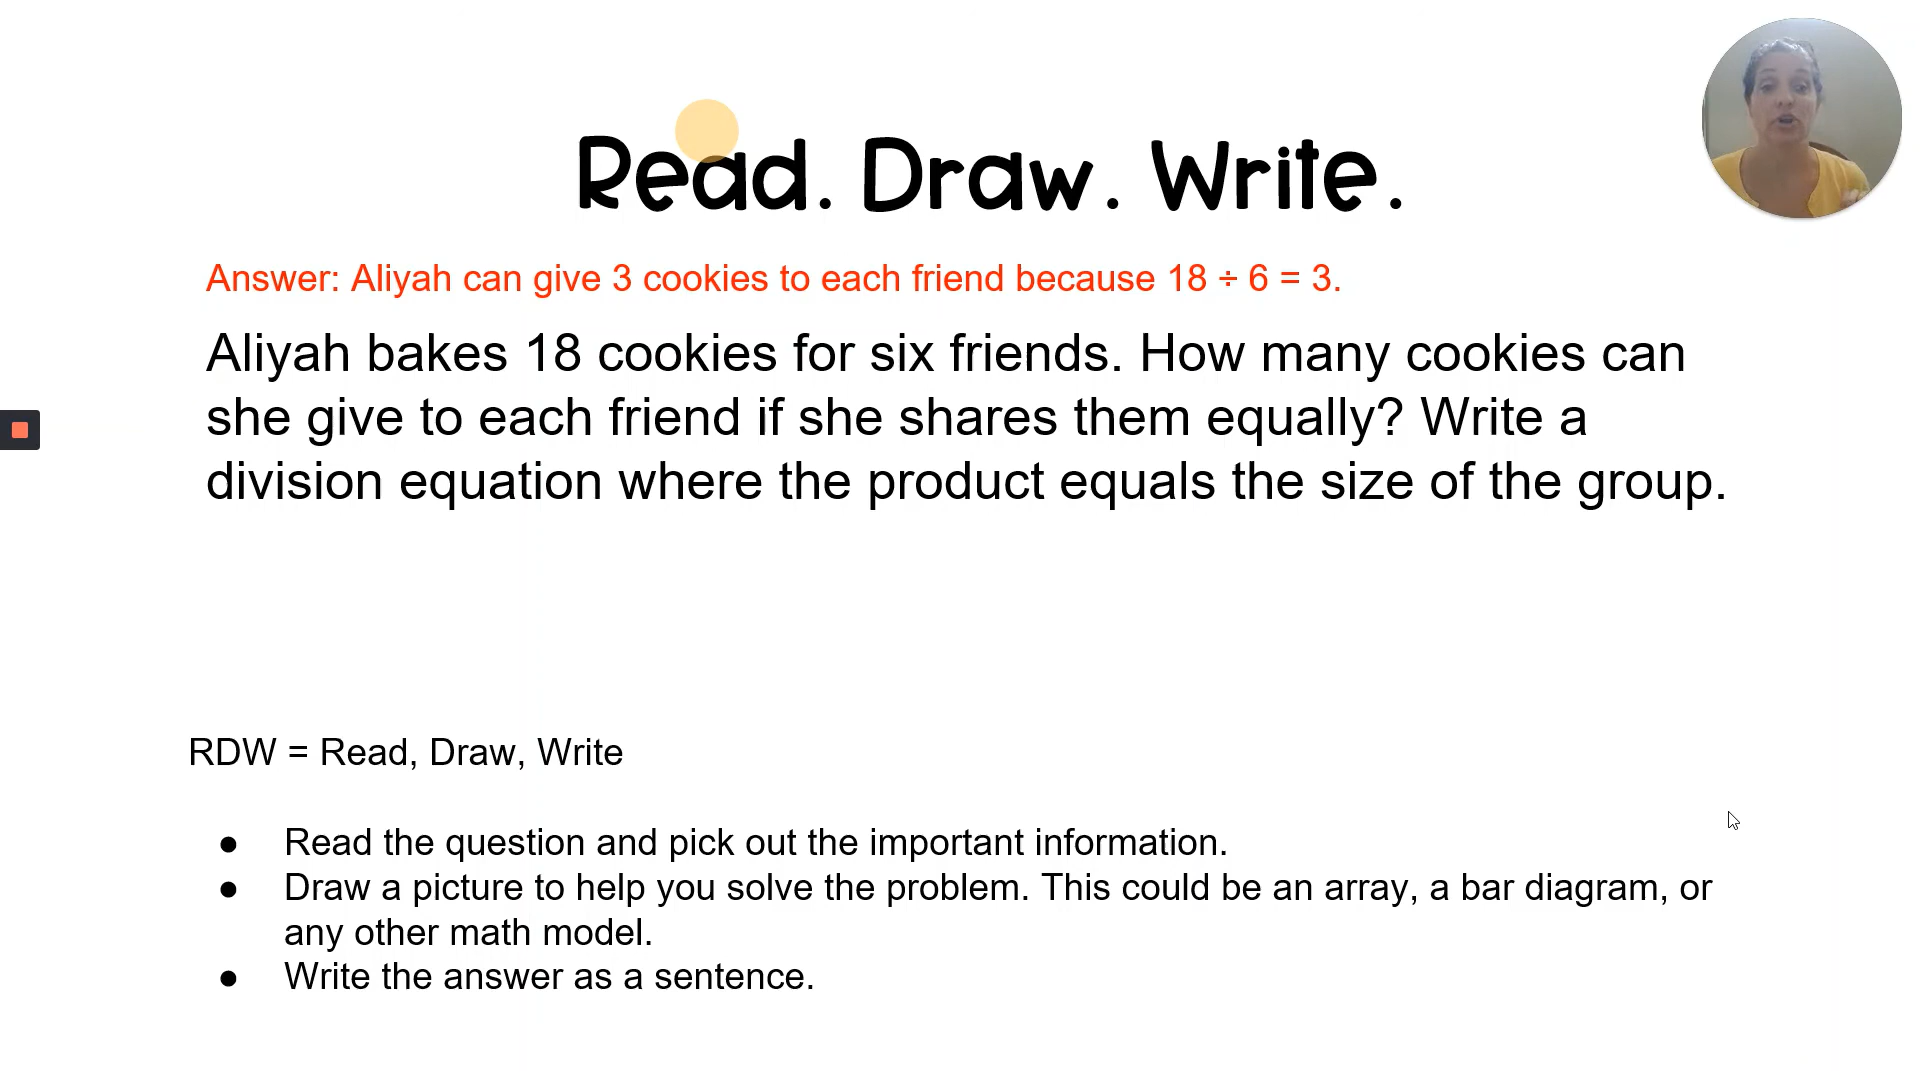 Read. Draw. Write.
Answer: Aliyah can give 3 cookies to each friend because 18 ÷ 6 = 3.
Aliyah bakes 18 cookies for six friends. How many cookies can
she give to each friend if she shares them equally? Write a
division equation where the product equals the size of the group.
RDW = Read, Draw, Write
● Read the question and pick out the important information.
● Draw a picture to help you solve the problem. This could be an array, a bar diagram, or
any other math model.
● Write the answer as a sentence.